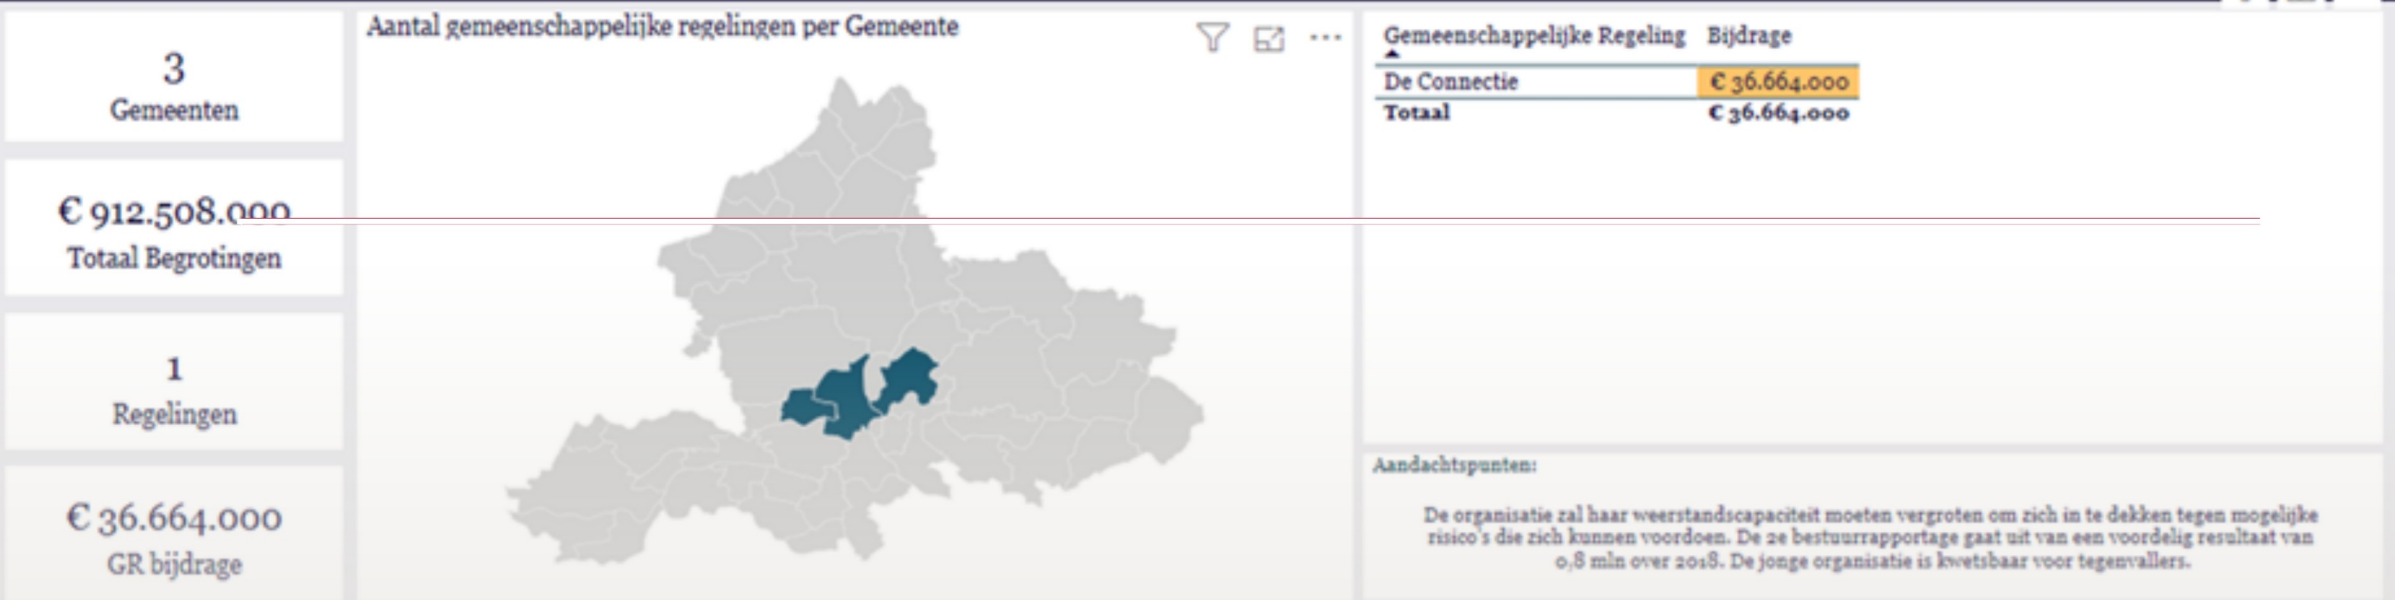 3
Gemeenten
€ 912.508.000
Totaal Begrotingen
1
Regelingen
€ 36.664.000
GR bijdrage
Aantal gemeenschappelijke regelingen per Gemeente
Gemeenschappelijke Regeling Bijdrage
De Connectie € 36.664.000
Totaal € 36.664.000
Aandachtspunten:
De organisatie zal haar weerstandscapaciteit moeten vergroten om zich in te dekken tegen mogelijke
risico's die zich kunnen voordoen. De 2e bestuurrapportage gaat uit van een voordelig resultaat van
0,8 mln over 2018. De jonge organisatie is kwetsbaar voor tegenvallers.